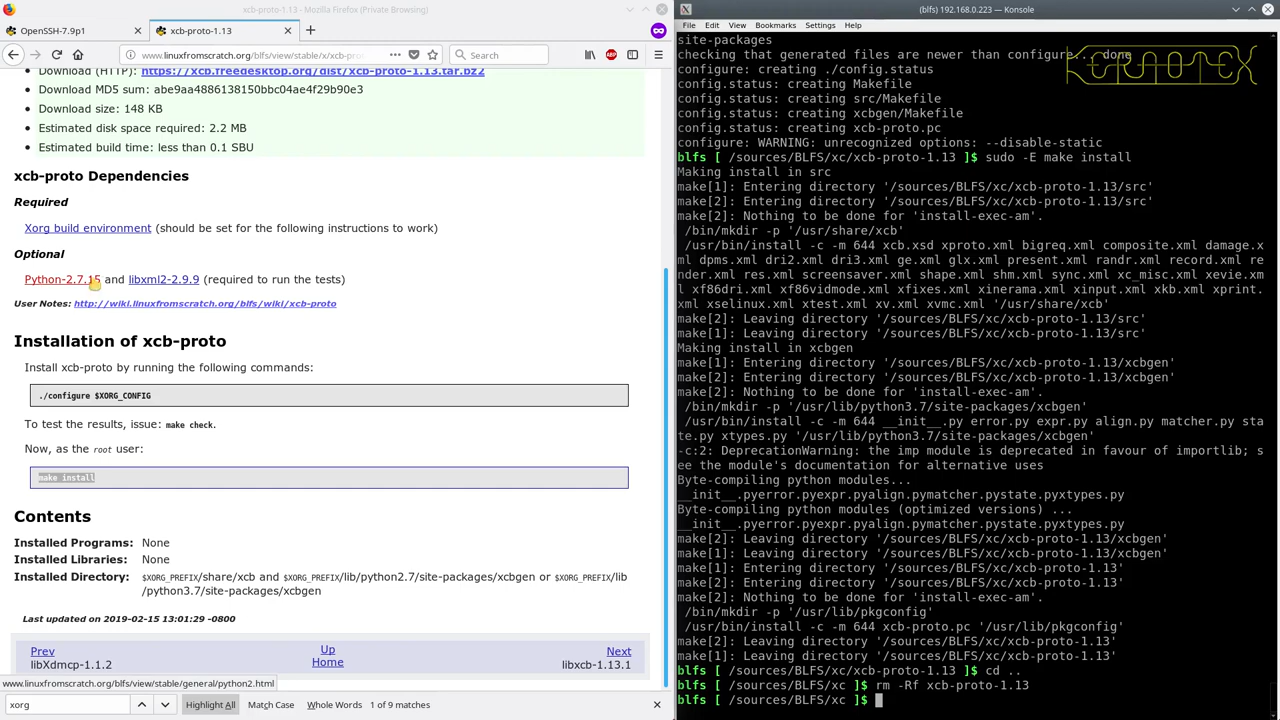 xcb-proto-1.13 - Mozilla Firefox (Private Browsing)
OpenSSH-7.9p1
xcb-proto-1.13
www.linuxfromscratch.org/blfs/view/stable/x/xcb-prot
Search
Download (HTTP): https://xcb.freedesktop.org/dist/xcb-proto-1.13.tar.bz2
Download MD5 sum: abe9aa4886138150bbc04ae4f29b90e3
Download size: 148 KB
Estimated disk space required: 2.2 MB
Estimated build time: less than 0.1 SBU
xcb-proto Dependencies
Required
Xorg build environment (should be set for the following instructions to work)
Optional
Python-2.7.15 and libxml2-2.9.9 (required to run the tests)
User Notes: http://wiki.linuxfromscratch.org/blfs/wiki/xcb-proto
Installation of xcb-proto
Install xcb-proto by running the following commands:
./configure $XORG_CONFIG
To test the results, issue: make check.
Now, as the root user:
make install
Contents
Installed Programs: None
Installed Libraries: None
Installed Directory: $XORG_PREFIX/share/xcb and $XORG_PREFIX/lib/python2.7/site-packages/xcbgen or $XORG_PREFIX/lib
/python3.7/site-packages/xcbgen
Last updated on 2019-02-15 13:01:29 -0800
Prev
Up
Next
libXdmcp-1.1.2
Home
libxcb-1.13.1
www.linuxfromscratch.org/blfs/view/stable/general/python2.html
xorg
Highlight All
Match Case
Whole Words
1 of 9 matches
(blfs) 192.168.0.223 — Konsole
File Edit View Bookmarks Settings Help
site-packages
checking that generated files are newer than configure... done
KERNOTEX
configure: creating ./config.status
config.status: creating Makefile
config.status: creating src/Makefile
config.status: creating xcbgen/Makefile
config.status: creating xcb-proto.pc
configure: WARNING: unrecognized options: --disable-static
blfs [ /sources/BLFS/xc/xcb-proto-1.13 ]$ sudo -E make install
Making install in src
make[1]: Entering directory '/sources/BLFS/xc/xcb-proto-1.13/src'
make[2]: Entering directory '/sources/BLFS/xc/xcb-proto-1.13/src'
make[2]: Nothing to be done for 'install-exec-am'.
/bin/mkdir -p '/usr/share/xcb'
/usr/bin/install -c -m 644 xcb.xsd xproto.xml bigreq.xml composite.xml damage.x
ml dpms.xml dri2.xml dri3.xml ge.xml glx.xml present.xml randr.xml record.xml re
nder.xml res.xml screensaver.xml shape.xml shm.xml sync.xml xc_misc.xml xevie.xm
l xf86dri.xml xf86vidmode.xml xfixes.xml xinerama.xml xinput.xml xkb.xml xprint.
xml xselinux.xml xtest.xml xv.xml xvmc.xml '/usr/share/xcb'
make[2]: Leaving directory '/sources/BLFS/xc/xcb-proto-1.13/src'
make[1]: Leaving directory '/sources/BLFS/xc/xcb-proto-1.13/src'
Making install in xcbgen
make[1]: Entering directory '/sources/BLFS/xc/xcb-proto-1.13/xcbgen'
make[2]: Entering directory '/sources/BLFS/xc/xcb-proto-1.13/xcbgen'
make[2]: Nothing to be done for 'install-exec-am'.
/bin/mkdir -p '/usr/lib/python3.7/site-packages/xcbgen'
/usr/bin/install -c -m 644 __init__.py error.py expr.py align.py matcher.py sta
te.py xtypes.py '/usr/lib/python3.7/site-packages/xcbgen'
-c:2: DeprecationWarning: the imp module is deprecated in favour of importlib; s
ee the module's documentation for alternative uses
Byte-compiling python modules...
__init__.pyerror.pyexpr.pyalign.pymatcher.pystate.pyxtypes.py
Byte-compiling python modules (optimized versions) ...
__init__.pyerror.pyexpr.pyalign.pymatcher.pystate.pyxtypes.py
make[2]: Leaving directory '/sources/BLFS/xc/xcb-proto-1.13/xcbgen'
make[1]: Leaving directory '/sources/BLFS/xc/xcb-proto-1.13/xcbgen'
make[1]: Entering directory '/sources/BLFS/xc/xcb-proto-1.13'
make[2]: Entering directory '/sources/BLFS/xc/xcb-proto-1.13'
make[2]: Nothing to be done for 'install-exec-am'.
/bin/mkdir -p '/usr/lib/pkgconfig'
/usr/bin/install -c -m 644 xcb-proto.pc '/usr/lib/pkgconfig'
make[2]: Leaving directory '/sources/BLFS/xc/xcb-proto-1.13'
make[1]: Leaving directory '/sources/BLFS/xc/xcb-proto-1.13'
blfs [ /sources/BLFS/xc/xcb-proto-1.13 ]$ cd ..
blfs [ /sources/BLFS/xc ]$ rm -Rf xcb-proto-1.13
blfs [ /sources/BLFS/xc ]$